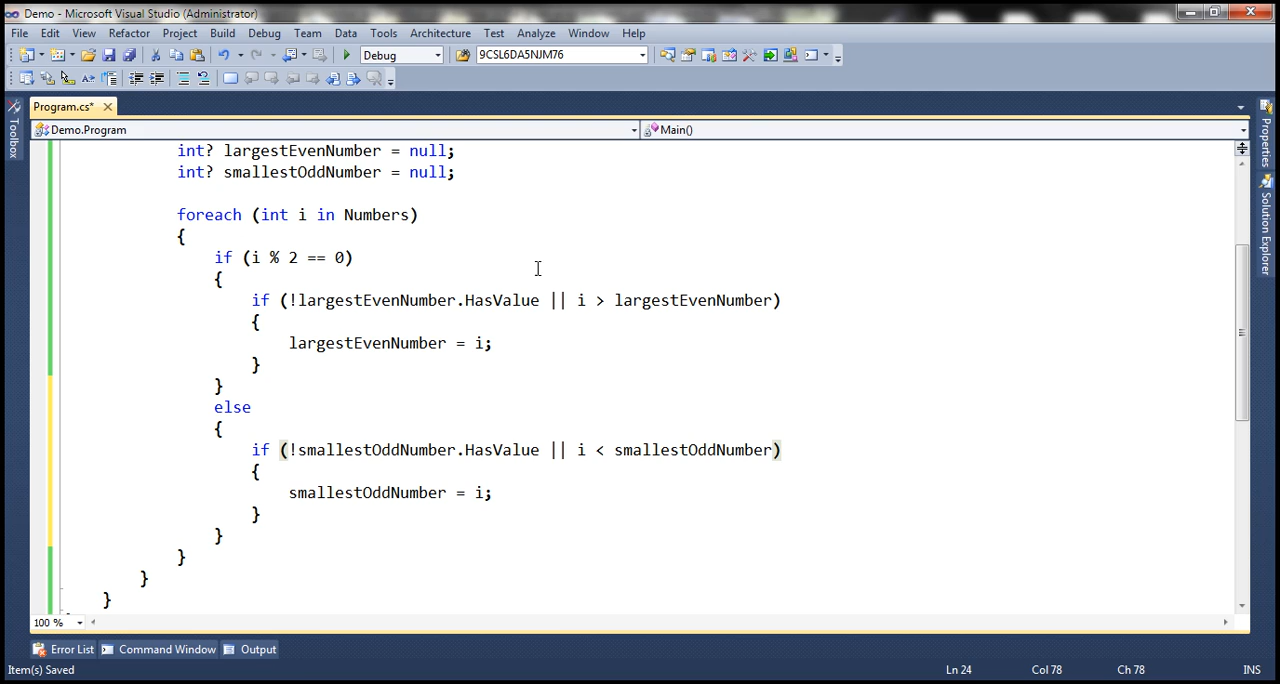 Demo - Microsoft Visual Studio (Administrator)
File Edit View Refactor Project Build Debug Team Data Tools Architecture Test Analyze Window Help
Debug 9CSL6DA5NJM76
Toolbox
Program.cs*
Demo.Program Main()
int? largestEvenNumber = null;
int? smallestOddNumber = null;
foreach (int i in Numbers)
{
if (i % 2 == 0)
{
if (!largestEvenNumber.HasValue || i > largestEvenNumber)
{
largestEvenNumber = i;
}
}
else
{
if (!smallestOddNumber.HasValue || i < smallestOddNumber)
{
smallestOddNumber = i;
}
}
}
}
}
100 %
Properties
Solution Explorer
Error List Command Window Output
Item(s) Saved Ln 24 Col 78 Ch 78 INS